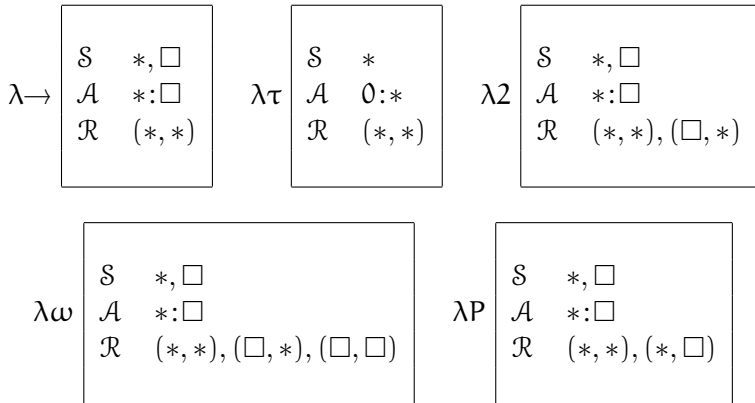 λ→ 𝒮 ∗, □
𝒜 ∗:□
ℛ (∗, ∗)
λτ 𝒮 ∗
𝒜 0:∗
ℛ (∗, ∗)
λ2 𝒮 ∗, □
𝒜 ∗:□
ℛ (∗, ∗), (□, ∗)
λω 𝒮 ∗, □
𝒜 ∗:□
ℛ (∗, ∗), (□, ∗), (□, □)
λP 𝒮 ∗, □
𝒜 ∗:□
ℛ (∗, ∗), (∗, □)